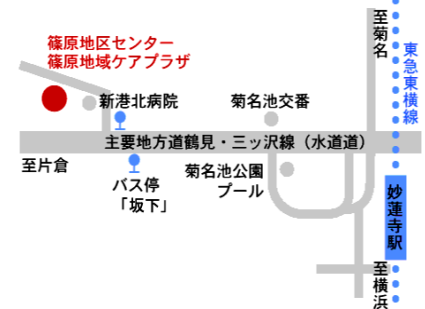 篠原地区センター
篠原地域ケアプラザ
至菊名
東急東横線
新港北病院
菊名池交番
主要地方道鶴見・三ッ沢線（水道道）
至片倉
バス停
「坂下」
菊名池公園
プール
妙蓮寺駅
至横浜